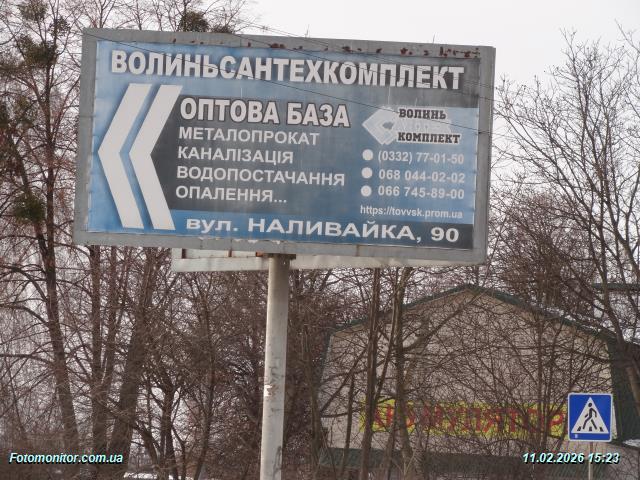 ВОЛИНЬСАНТЕХКОМПЛЕКТ
ОПТОВА БАЗА
МЕТАЛОПРОКАТ
КАНАЛІЗАЦІЯ
ВОДОПОСТАЧАННЯ
ОПАЛЕННЯ...
ВОЛИНЬ
КОМПЛЕКТ
(0332) 77-01-50
068 044-02-02
066 745-89-00
https://tovvsk.prom.ua
вул. НАЛИВАЙКА, 90
Fotomonitor.com.ua
11.02.2026 15:23